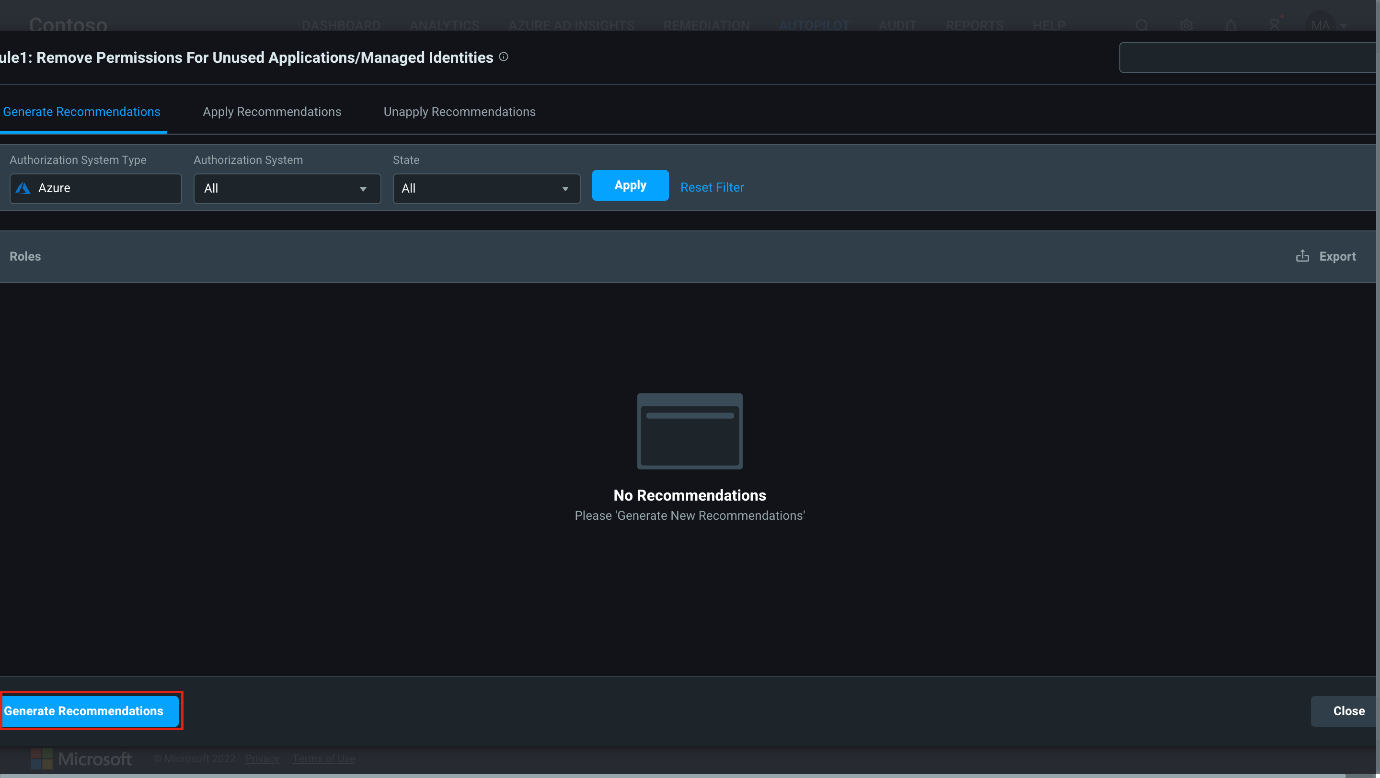 Contoso
DASHBOARD ANALYTICS AZURE AD INSIGHTS REMEDIATION AUTOPILOT AUDIT REPORTS HELP MA
ule1: Remove Permissions For Unused Applications/Managed Identities
Generate Recommendations Apply Recommendations Unapply Recommendations
Authorization System Type Authorization System State
Azure All All Apply Reset Filter
Roles Export
No Recommendations
Please 'Generate New Recommendations'
Generate Recommendations Close
Microsoft © Microsoft 2022 Privacy Terms of Use